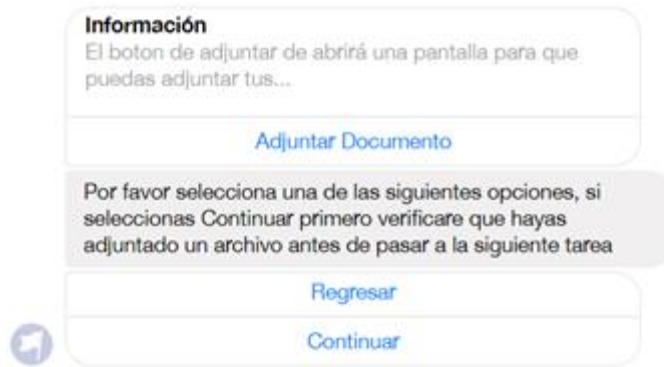 Información
El boton de adjuntar de abrirá una pantalla para que
puedas adjuntar tus...
Adjuntar Documento
Por favor selecciona una de las siguientes opciones, si
seleccionas Continuar primero verificare que hayas
adjuntado un archivo antes de pasar a la siguiente tarea
Regresar
Continuar